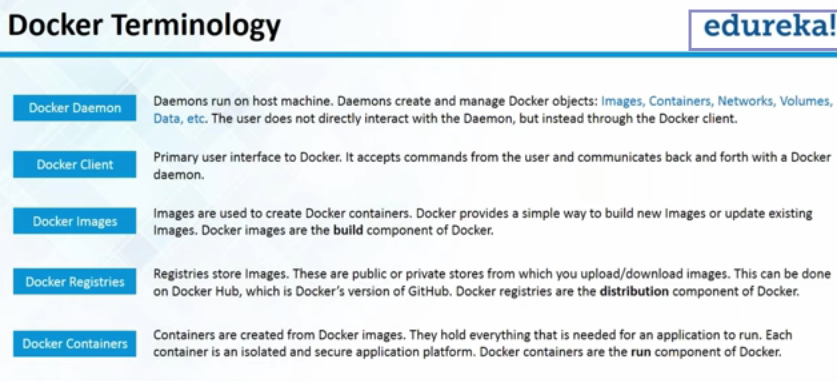 Docker Terminology
edureka!
Docker Daemon
Daemons run on host machine. Daemons create and manage Docker objects: Images, Containers, Networks, Volumes,
Data, etc. The user does not directly interact with the Daemon, but instead through the Docker client.
Docker Client
Primary user interface to Docker. It accepts commands from the user and communicates back and forth with a Docker
daemon.
Docker Images
Images are used to create Docker containers. Docker provides a simple way to build new Images or update existing
Images. Docker images are the build component of Docker.
Docker Registries
Registries store Images. These are public or private stores from which you upload/download images. This can be done
on Docker Hub, which is Docker's version of GitHub. Docker registries are the distribution component of Docker.
Docker Containers
Containers are created from Docker images. They hold everything that is needed for an application to run. Each
container is an isolated and secure application platform. Docker containers are the run component of Docker.